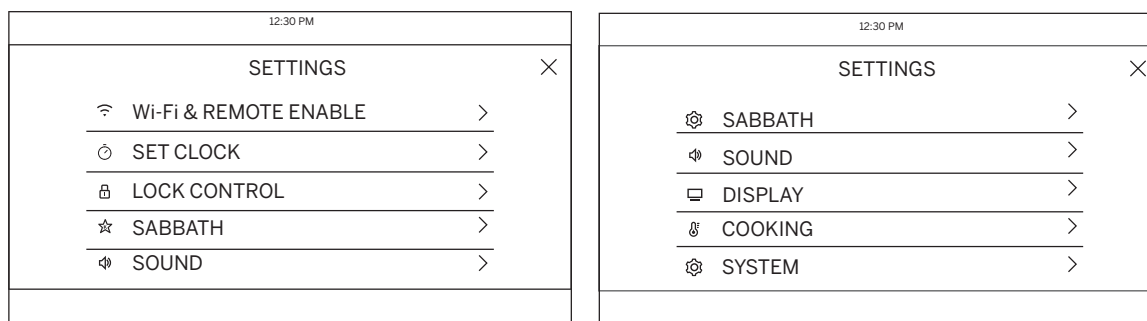 12:30 PM
SETTINGS
Wi-Fi & REMOTE ENABLE
SET CLOCK
LOCK CONTROL
SABBATH
SOUND
12:30 PM
SETTINGS
SABBATH
SOUND
DISPLAY
COOKING
SYSTEM